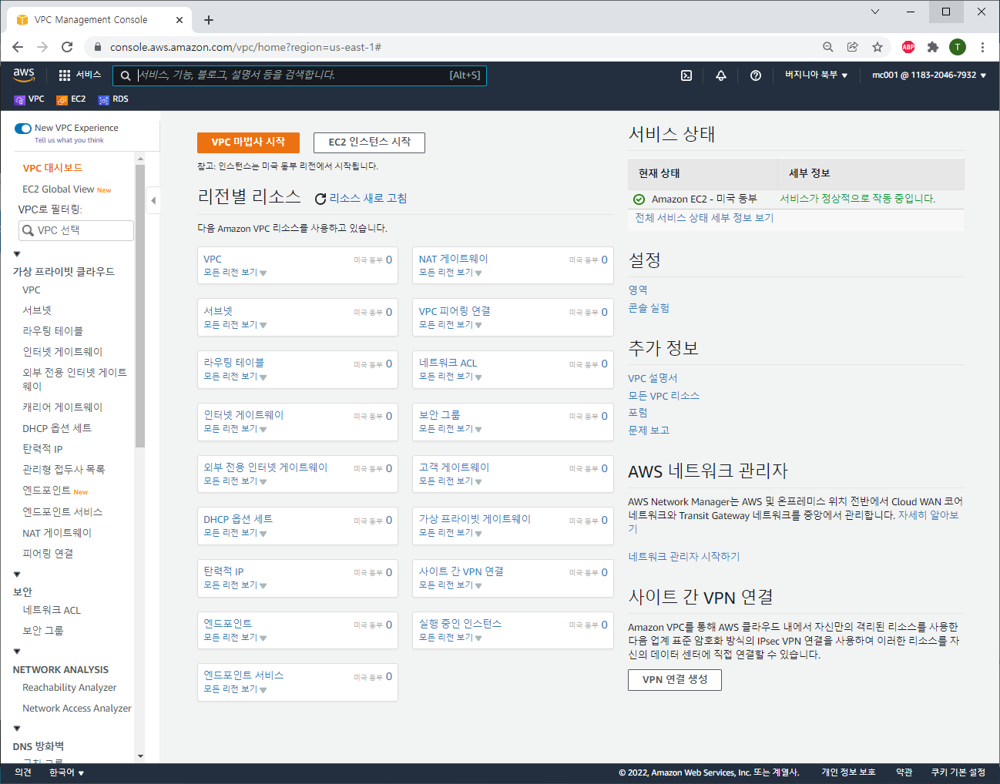 VPC Management Console
console.aws.amazon.com/vpc/home?region=us-east-1#
ABP
T
aws
서비스
서비스, 기능, 블로그, 설명서 등을 검색합니다.
[Alt+S]
버지니아 북부
mc001 @ 1183-2046-7932
VPC
EC2
RDS
New VPC Experience
Tell us what you think
VPC 대시보드
EC2 Global View New
VPC로 필터링:
VPC 선택
가상 프라이빗 클라우드
VPC
서브넷
라우팅 테이블
인터넷 게이트웨이
외부 전용 인터넷 게이트
웨이
캐리어 게이트웨이
DHCP 옵션 세트
탄력적 IP
관리형 접두사 목록
엔드포인트 New
엔드포인트 서비스
NAT 게이트웨이
피어링 연결
보안
네트워크 ACL
보안 그룹
NETWORK ANALYSIS
Reachability Analyzer
Network Access Analyzer
DNS 방화벽
VPC 마법사 시작
EC2 인스턴스 시작
참고: 인스턴스는 미국 동부 리전에서 시작됩니다.
리전별 리소스
리소스 새로 고침
다음 Amazon VPC 리소스를 사용하고 있습니다.
VPC 미국 동부 0
모든 리전 보기
NAT 게이트웨이 미국 동부 0
모든 리전 보기
서브넷 미국 동부 0
모든 리전 보기
VPC 피어링 연결 미국 동부 0
모든 리전 보기
라우팅 테이블 미국 동부 0
모든 리전 보기
네트워크 ACL 미국 동부 0
모든 리전 보기
인터넷 게이트웨이 미국 동부 0
모든 리전 보기
보안 그룹 미국 동부 0
모든 리전 보기
외부 전용 인터넷 게이트웨이 미국 동부 0
모든 리전 보기
고객 게이트웨이 미국 동부 0
모든 리전 보기
DHCP 옵션 세트 미국 동부 0
모든 리전 보기
가상 프라이빗 게이트웨이 미국 동부 0
모든 리전 보기
탄력적 IP 미국 동부 0
모든 리전 보기
사이트 간 VPN 연결 미국 동부 0
모든 리전 보기
엔드포인트 미국 동부 0
모든 리전 보기
실행 중인 인스턴스 미국 동부 0
모든 리전 보기
엔드포인트 서비스 미국 동부 0
모든 리전 보기
서비스 상태
현재 상태 세부 정보
Amazon EC2 - 미국 동부 서비스가 정상적으로 작동 중입니다.
전체 서비스 상태 세부 정보 보기
설정
영역
콘솔 실험
추가 정보
VPC 설명서
모든 VPC 리소스
포럼
문제 보고
AWS 네트워크 관리자
AWS Network Manager는 AWS 및 온프레미스 위치 전반에서 Cloud WAN 코어
네트워크와 Transit Gateway 네트워크를 중앙에서 관리합니다. 자세히 알아보
기
네트워크 관리자 시작하기
사이트 간 VPN 연결
Amazon VPC를 통해 AWS 클라우드 내에서 자신만의 격리된 리소스를 사용한
다음 업계 표준 암호화 방식의 IPsec VPN 연결을 사용하여 이러한 리소스를 자
신의 데이터 센터에 직접 연결할 수 있습니다.
VPN 연결 생성
의견
한국어
© 2022, Amazon Web Services, Inc. 또는 계열사.
개인 정보 보호
약관
쿠키 기본 설정